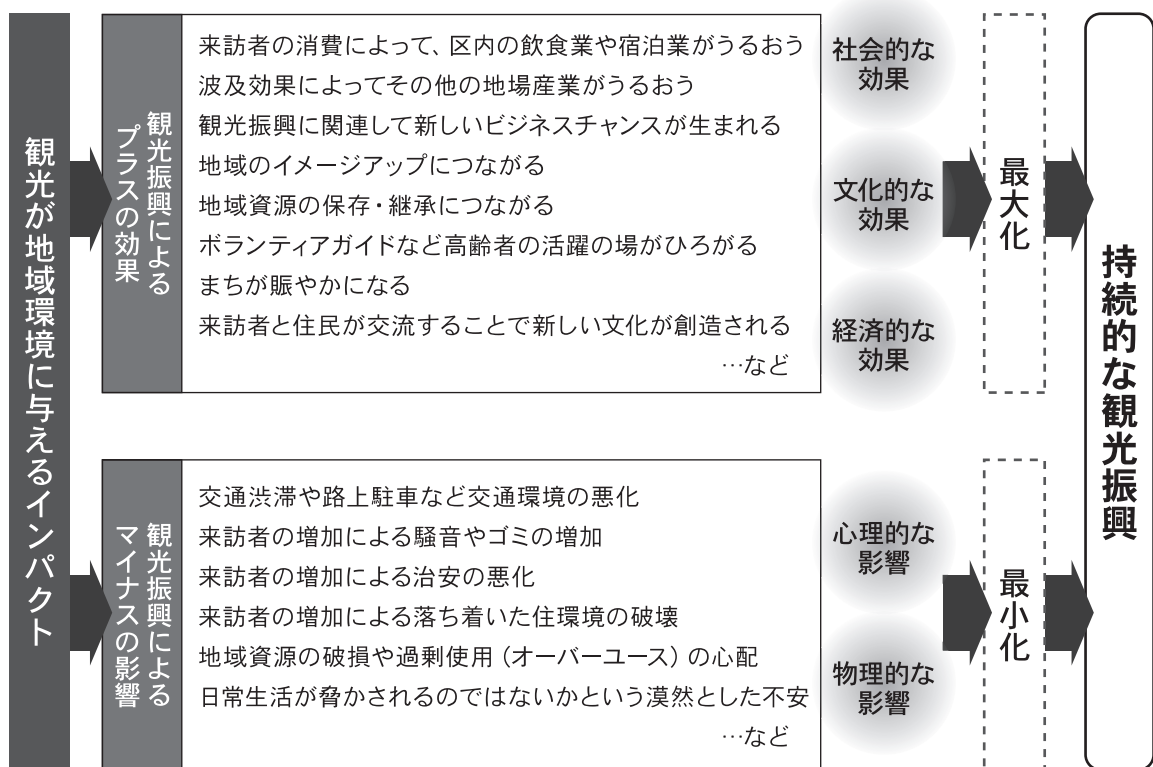 観光が地域環境に与えるインパクト
観光振興による
プラスの効果
来訪者の消費によって、区内の飲食業や宿泊業がうるおう
波及効果によってその他の地場産業がうるおう
観光振興に関連して新しいビジネスチャンスが生まれる
地域のイメージアップにつながる
地域資源の保存・継承につながる
ボランティアガイドなど高齢者の活躍の場がひろがる
まちが賑やかになる
来訪者と住民が交流することで新しい文化が創造される
…など
社会的な
効果
文化的な
効果
経済的な
効果
最大化
観光振興による
マイナスの影響
交通渋滞や路上駐車など交通環境の悪化
来訪者の増加による騒音やゴミの増加
来訪者の増加による治安の悪化
来訪者の増加による落ち着いた住環境の破壊
地域資源の破損や過剰使用（オーバーユース）の心配
日常生活が脅かされるのではないかという漠然とした不安
…など
心理的な
影響
物理的な
影響
最小化
持続的な観光振興